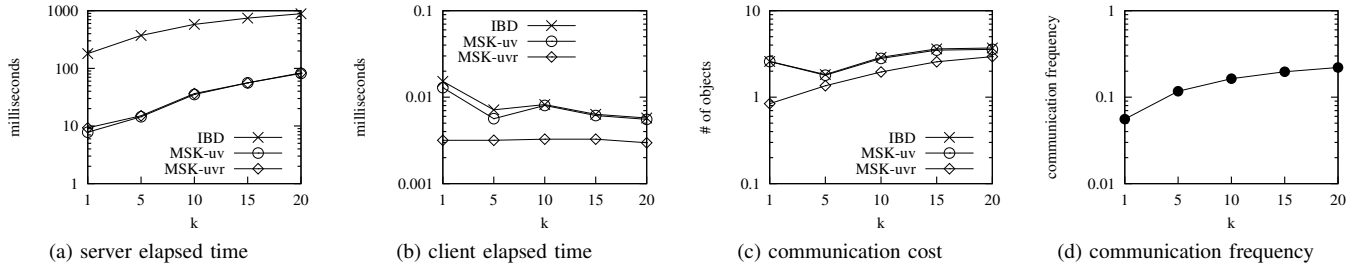 1000
100
10
1
milliseconds
IBD
MSK-uv
MSK-uvr
1 5 10 15 20
k
(a) server elapsed time
0.1
0.01
0.001
milliseconds
IBD
MSK-uv
MSK-uvr
1 5 10 15 20
k
(b) client elapsed time
10
1
0.1
# of objects
IBD
MSK-uv
MSK-uvr
1 5 10 15 20
k
(c) communication cost
1
0.1
0.01
communication frequency
1 5 10 15 20
k
(d) communication frequency